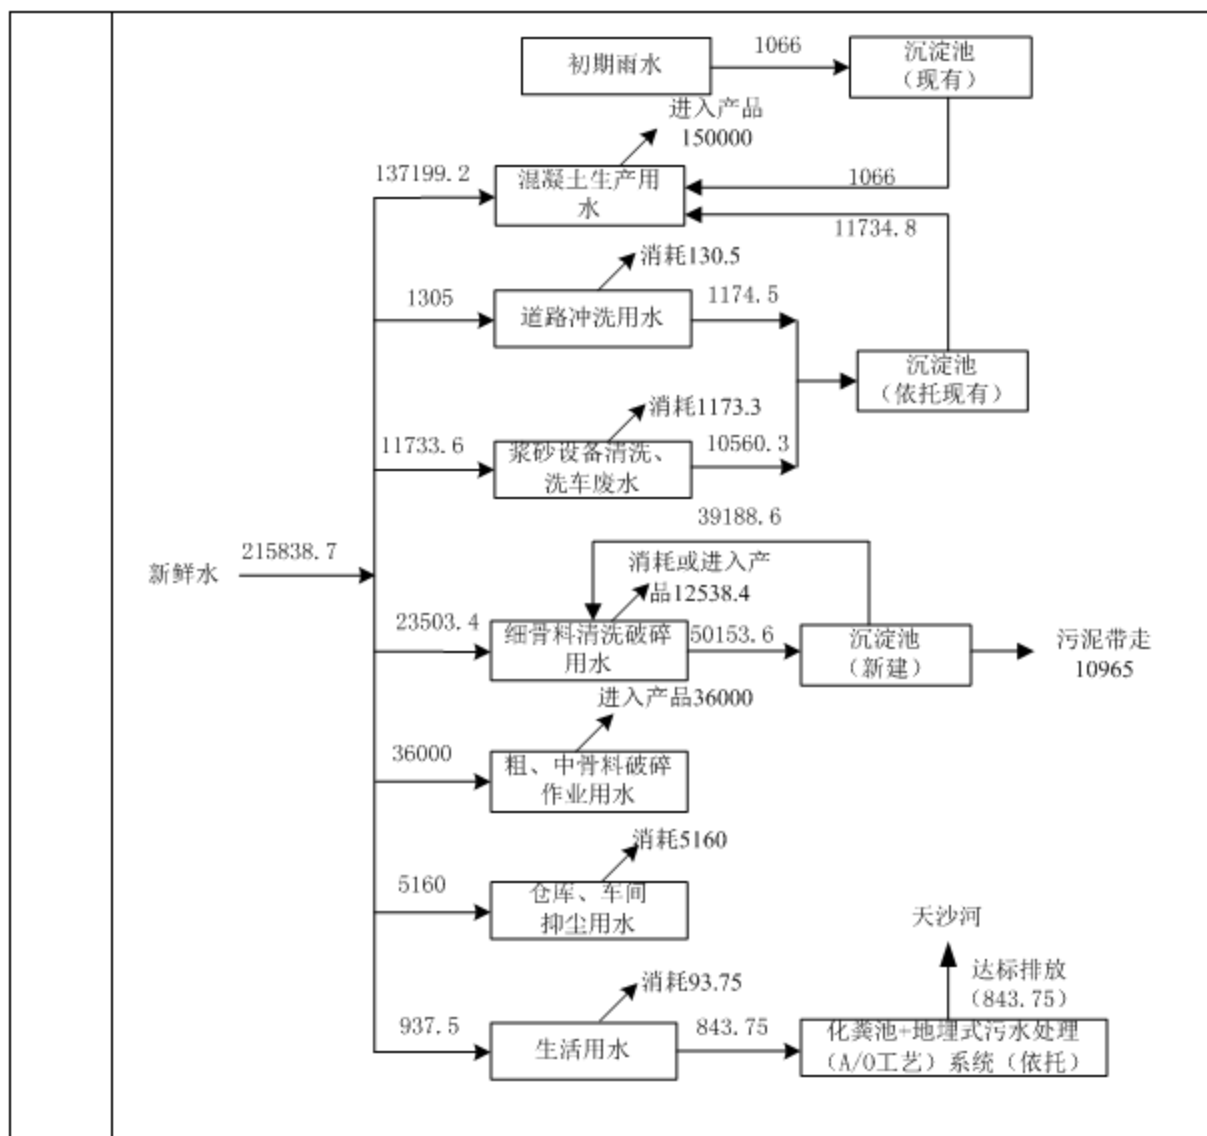 初期雨水
1066
沉淀池
（现有）
进入产品
150000
137199.2
混凝土生产用
水
1066
11734.8
消耗130.5
1305
道路冲洗用水
1174.5
沉淀池
（依托现有）
消耗1173.3
11733.6
浆砂设备清洗、
洗车废水
10560.3
39188.6
新鲜水
215838.7
消耗或进入产
品12538.4
23503.4
细骨料清洗破碎
用水
50153.6
沉淀池
（新建）
污泥带走
10965
进入产品36000
36000
粗、中骨料破碎
作业用水
消耗5160
5160
仓库、车间
抑尘用水
天沙河
达标排放
（843.75）
消耗93.75
937.5
生活用水
843.75
化粪池+地埋式污水处理
（A/O工艺）系统（依托）